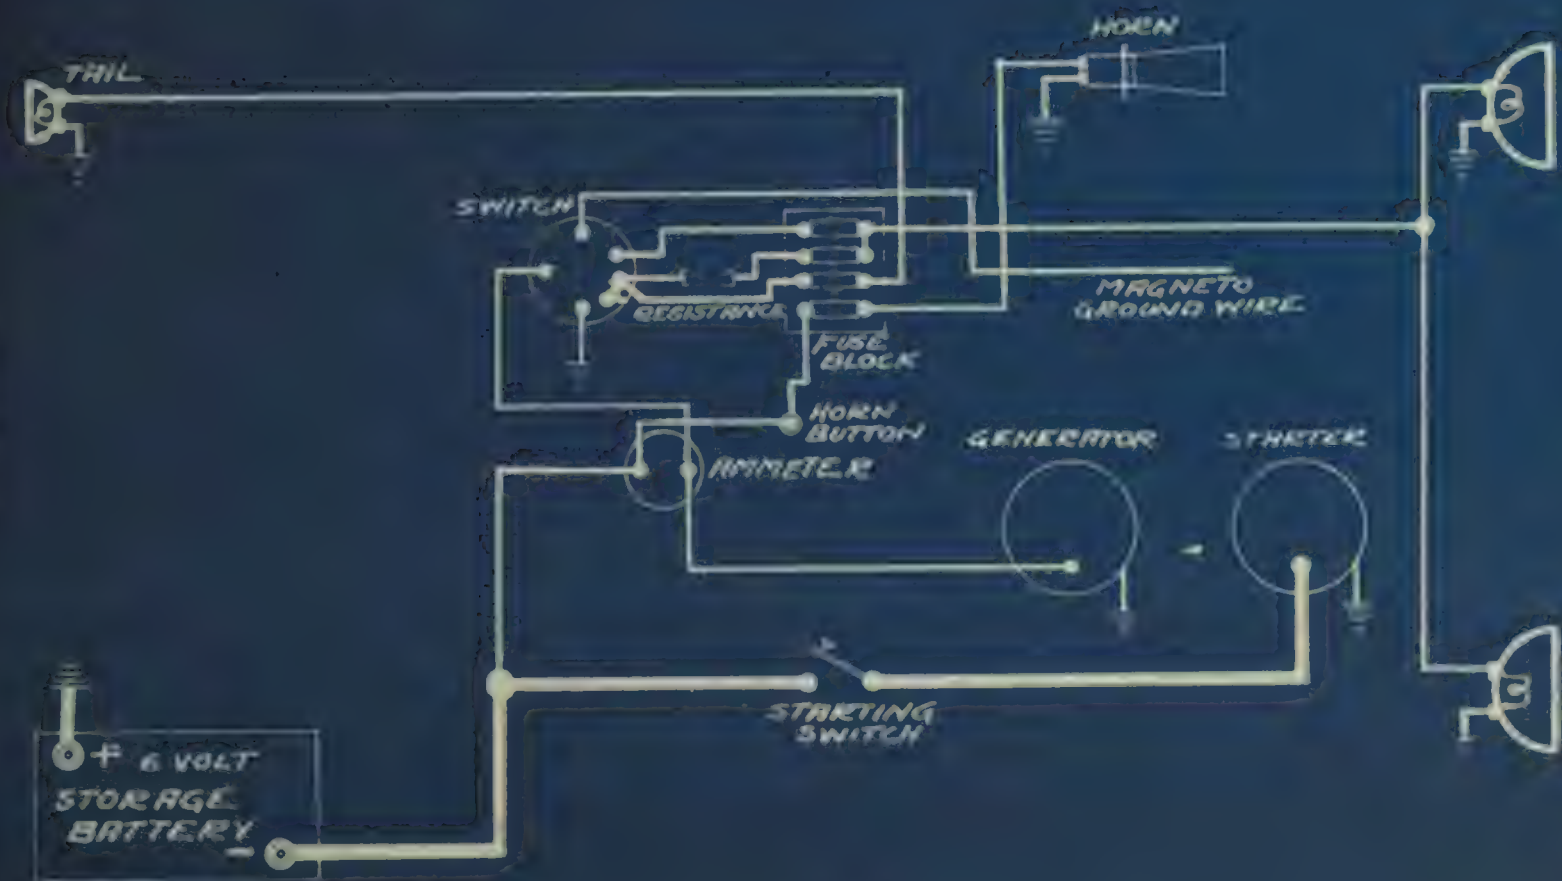 HORN
TAIL
SWITCH
RESISTANCE
MAGNETO
GROUND WIRE
FUSE
BLOCK
HORN
BUTTON
GENERATOR
STARTER
AMMETER
STARTING
SWITCH
+ 6 VOLT
STORAGE
BATTERY
-